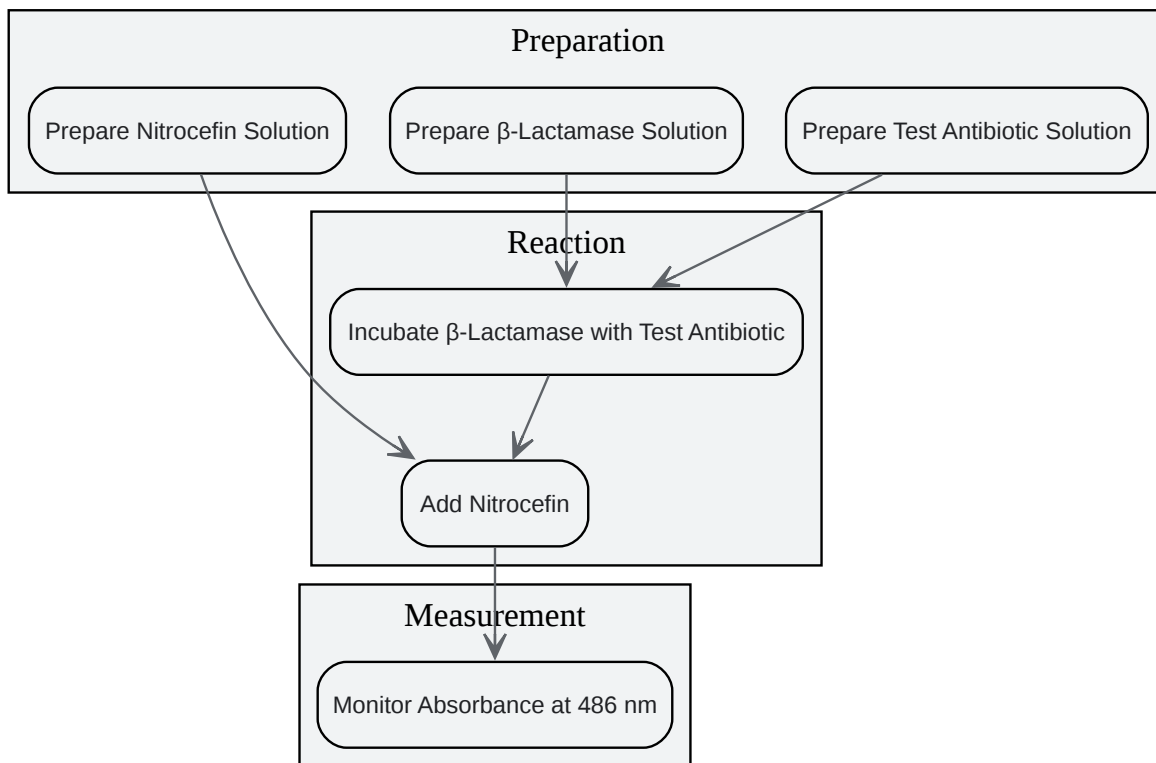 Preparation
Prepare Nitrocefin Solution
Prepare β-Lactamase Solution
Prepare Test Antibiotic Solution
Reaction
Incubate β-Lactamase with Test Antibiotic
Add Nitrocefin
Measurement
Monitor Absorbance at 486 nm